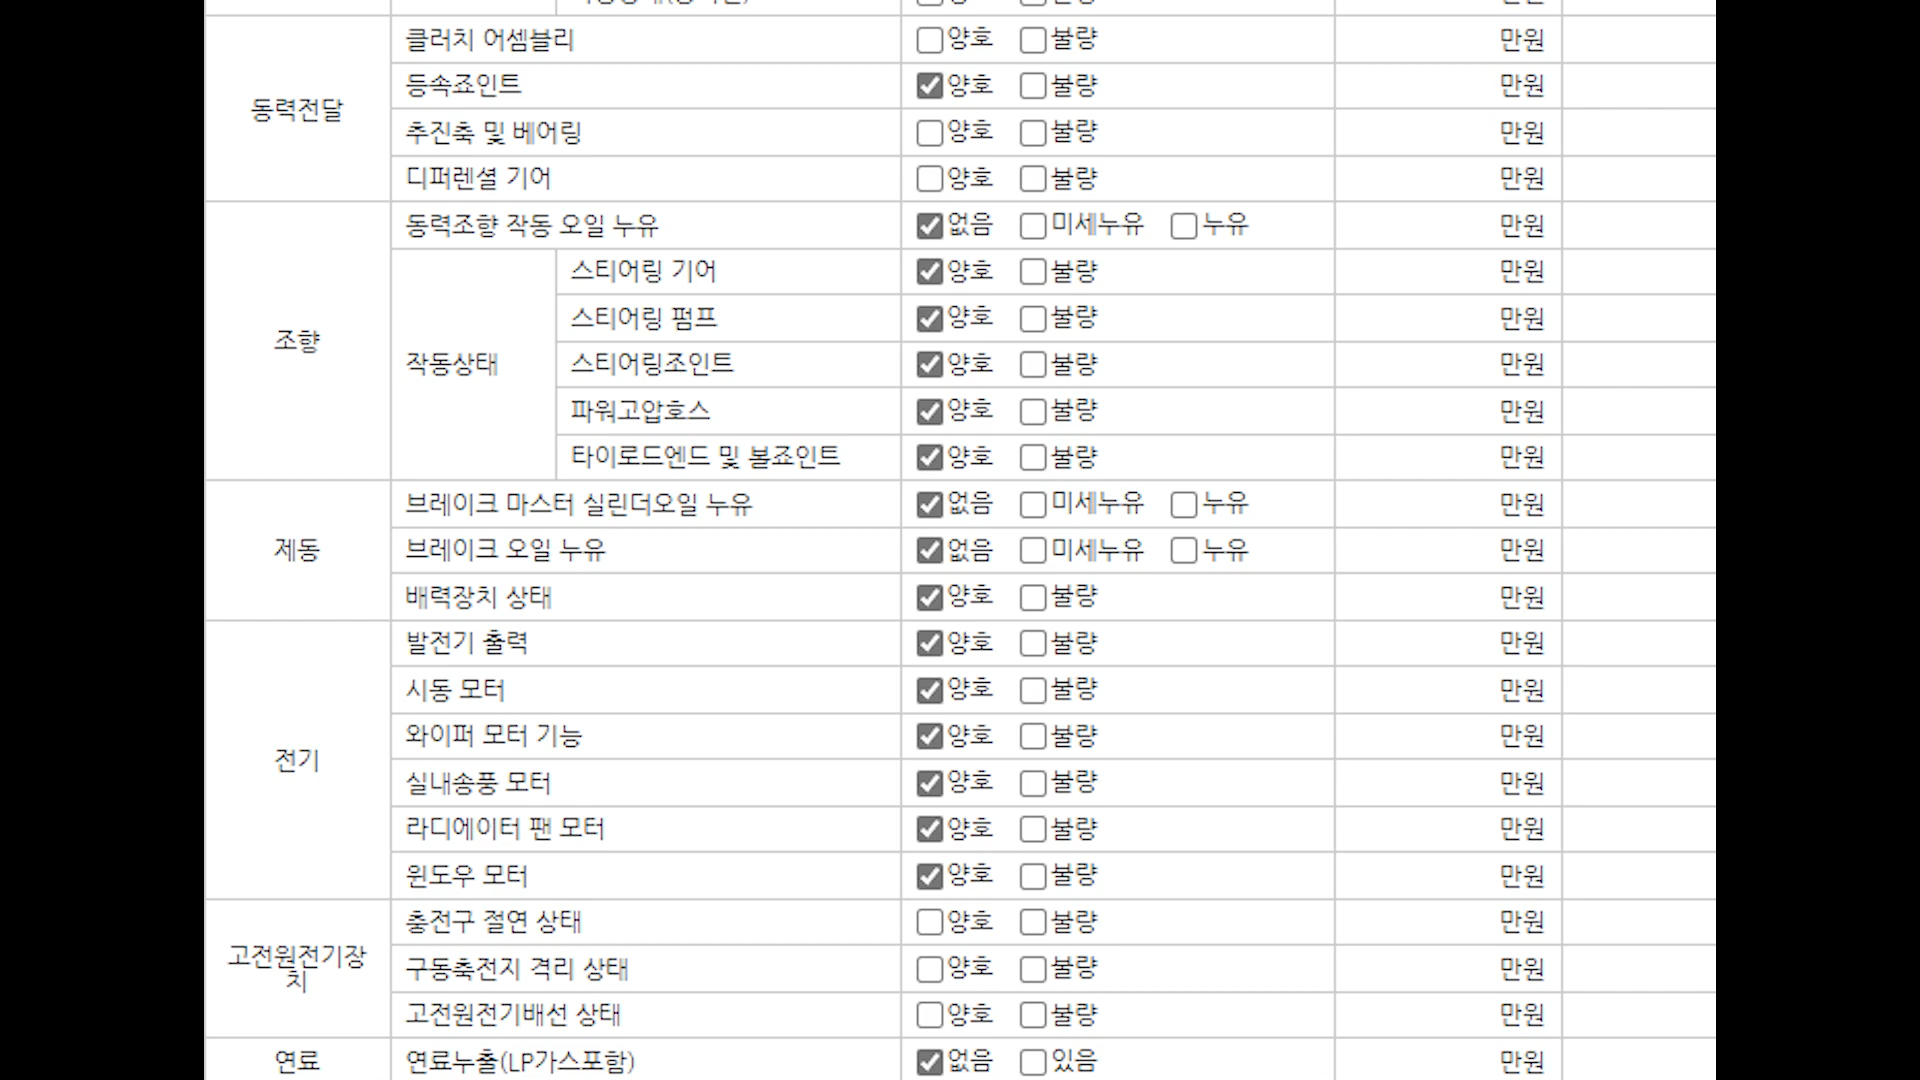 클러치 어셈블리 양호 불량 만원
동력전달
등속죠인트 양호 불량 만원
추진축 및 베어링 양호 불량 만원
디퍼렌셜 기어 양호 불량 만원
조향
동력조향 작동 오일 누유 없음 미세누유 누유 만원
작동상태
스티어링 기어 양호 불량 만원
스티어링 펌프 양호 불량 만원
스티어링조인트 양호 불량 만원
파워고압호스 양호 불량 만원
타이로드엔드 및 볼죠인트 양호 불량 만원
제동
브레이크 마스터 실린더오일 누유 없음 미세누유 누유 만원
브레이크 오일 누유 없음 미세누유 누유 만원
배력장치 상태 양호 불량 만원
전기
발전기 출력 양호 불량 만원
시동 모터 양호 불량 만원
와이퍼 모터 기능 양호 불량 만원
실내송풍 모터 양호 불량 만원
라디에이터 팬 모터 양호 불량 만원
윈도우 모터 양호 불량 만원
고전원전기장
치
충전구 절연 상태 양호 불량 만원
구동축전지 격리 상태 양호 불량 만원
고전원전기배선 상태 양호 불량 만원
연료 연료누출(LP가스포함) 없음 있음 만원